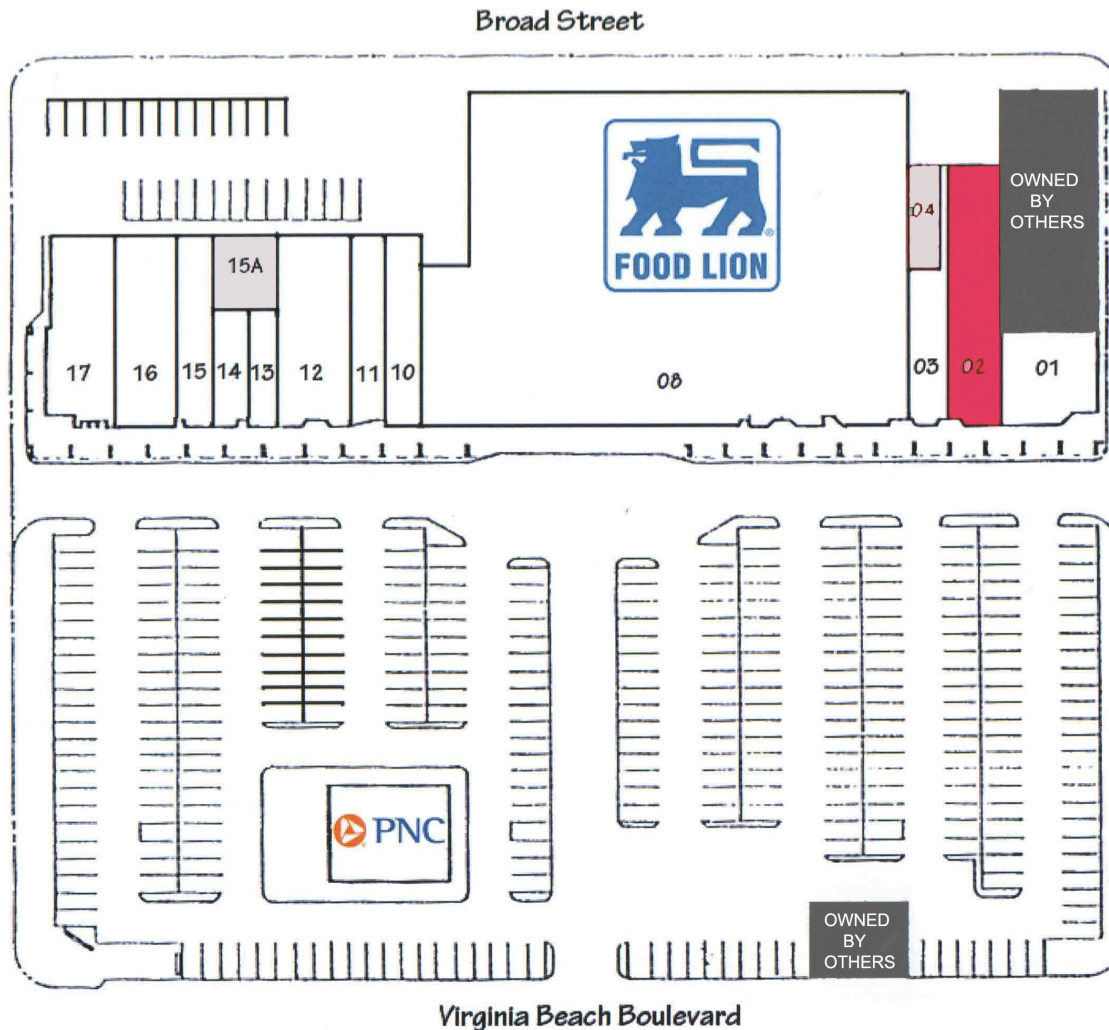 Broad Street
FOOD LION
OWNED
BY
OTHERS
04
15A
17
16
15
14
13
12
11
10
08
03
02
01
PNC
OWNED
BY
OTHERS
Virginia Beach Boulevard